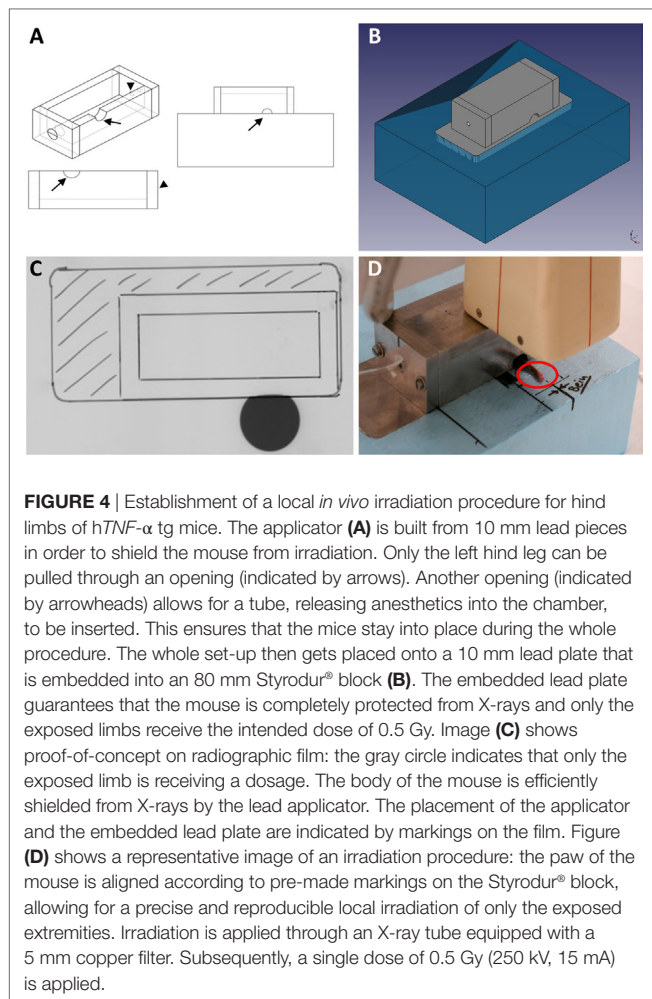 A
B
C
D
Bein
FIGURE 4 | Establishment of a local in vivo irradiation procedure for hind
limbs of hTNF-α tg mice. The applicator (A) is built from 10 mm lead pieces
in order to shield the mouse from irradiation. Only the left hind leg can be
pulled through an opening (indicated by arrows). Another opening (indicated
by arrowheads) allows for a tube, releasing anesthetics into the chamber,
to be inserted. This ensures that the mice stay into place during the whole
procedure. The whole set-up then gets placed onto a 10 mm lead plate that
is embedded into an 80 mm Styrodur® block (B). The embedded lead plate
guarantees that the mouse is completely protected from X-rays and only the
exposed limbs receive the intended dose of 0.5 Gy. Image (C) shows
proof-of-concept on radiographic film: the gray circle indicates that only the
exposed limb is receiving a dosage. The body of the mouse is efficiently
shielded from X-rays by the lead applicator. The placement of the applicator
and the embedded lead plate are indicated by markings on the film. Figure
(D) shows a representative image of an irradiation procedure: the paw of the
mouse is aligned according to pre-made markings on the Styrodur® block,
allowing for a precise and reproducible local irradiation of only the exposed
extremities. Irradiation is applied through an X-ray tube equipped with a
5 mm copper filter. Subsequently, a single dose of 0.5 Gy (250 kV, 15 mA)
is applied.